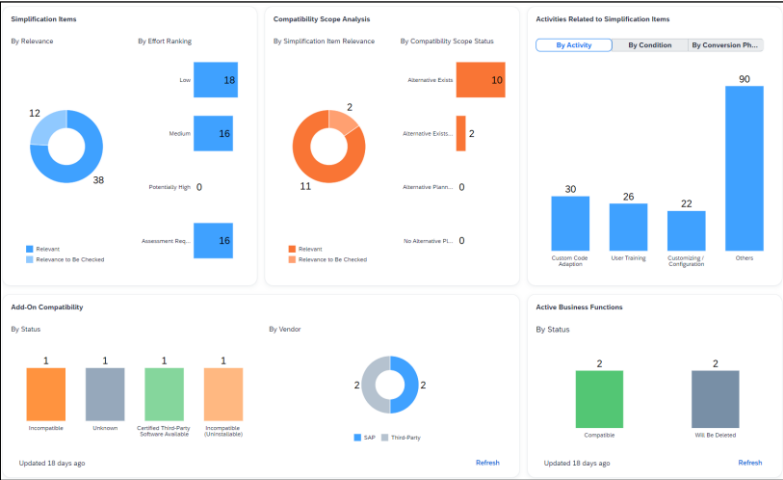 Simplification Items
By Relevance
By Effort Ranking
12
38
Relevant
Relevance to Be Checked
Low
18
Medium
16
Potentially High
0
Assessment Req...
16
Compatibility Scope Analysis
By Simplification Item Relevance
By Compatibility Scope Status
2
11
Relevant
Relevance to Be Checked
Alternative Exists
10
Alternative Exists...
2
Alternative Plann...
0
No Alternative Pl...
0
Activities Related to Simplification Items
By Activity
By Condition
By Conversion Ph...
30
26
22
90
Custom Code
Adaption
User Training
Customizing /
Configuration
Others
Add-On Compatibility
By Status
1
1
1
1
Incompatible
Unknown
Certified Third-Party
Software Available
Incompatible
(Uninstallable)
By Vendor
2
2
SAP
Third-Party
Updated 18 days ago
Refresh
Active Business Functions
By Status
2
2
Compatible
Will Be Deleted
Updated 18 days ago
Refresh